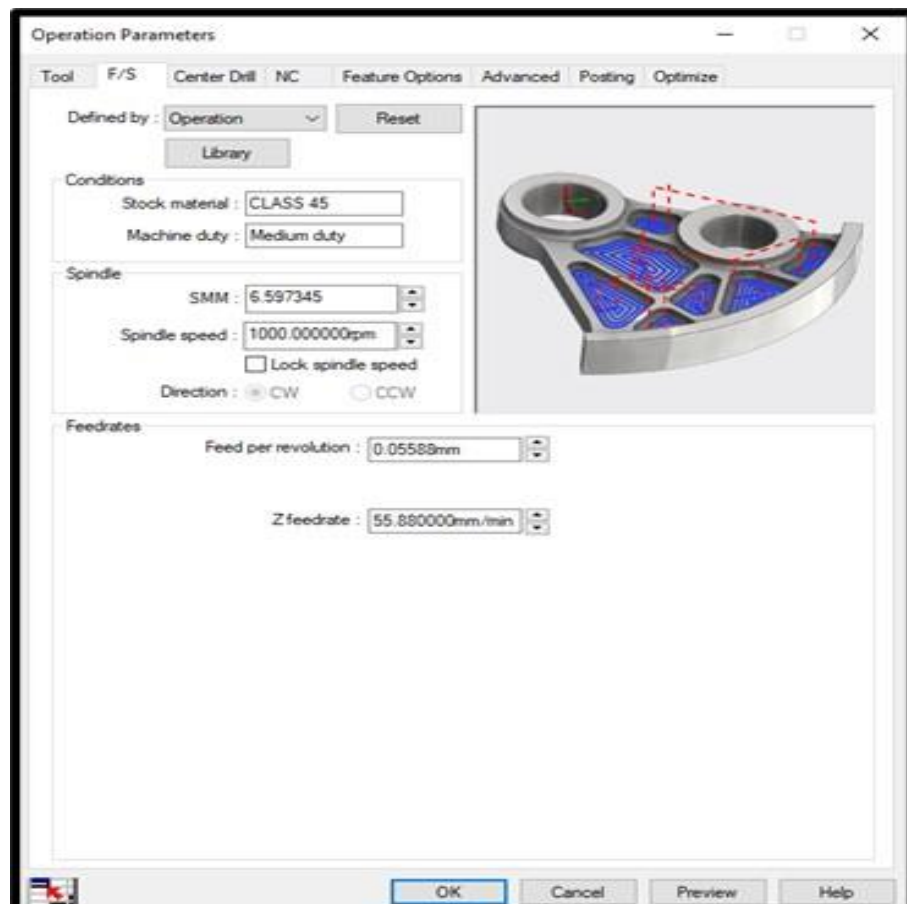 Operation Parameters
Tool F/S Center Drill NC Feature Options Advanced Posting Optimize
Defined by : Operation Reset
Library
Conditions
Stock material : CLASS 45
Machine duty : Medium duty
Spindle
SMM : 6.597345
Spindle speed : 1000.000000rpm
Lock spindle speed
Direction : CW CCW
Feedrates
Feed per revolution : 0.05588mm
Z feedrate : 55.880000mm/min
OK Cancel Preview Help